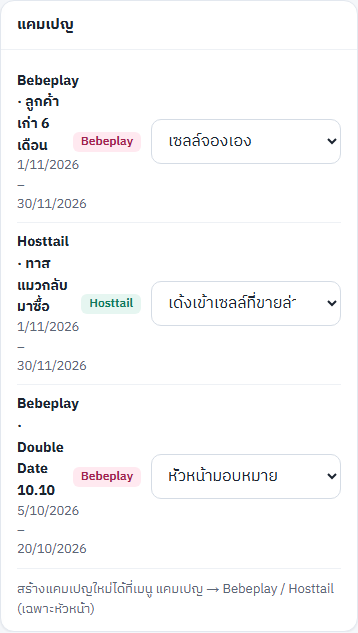 แคมเปญ
Bebeplay
· ลูกค้า
เก่า 6
เดือน
1/11/2026
–
30/11/2026
Bebeplay
เซลล์จองเอง
Hosttail
· ทาส
แมวกลับ
มาซื้อ
1/11/2026
–
30/11/2026
Hosttail
เด้งเข้าเซลล์ที่ขายล่า
Bebeplay
·
Double
Date
10.10
5/10/2026
–
20/10/2026
Bebeplay
หัวหน้ามอบหมาย
สร้างแคมเปญใหม่ได้ที่เมนู แคมเปญ → Bebeplay / Hosttail
(เฉพาะหัวหน้า)